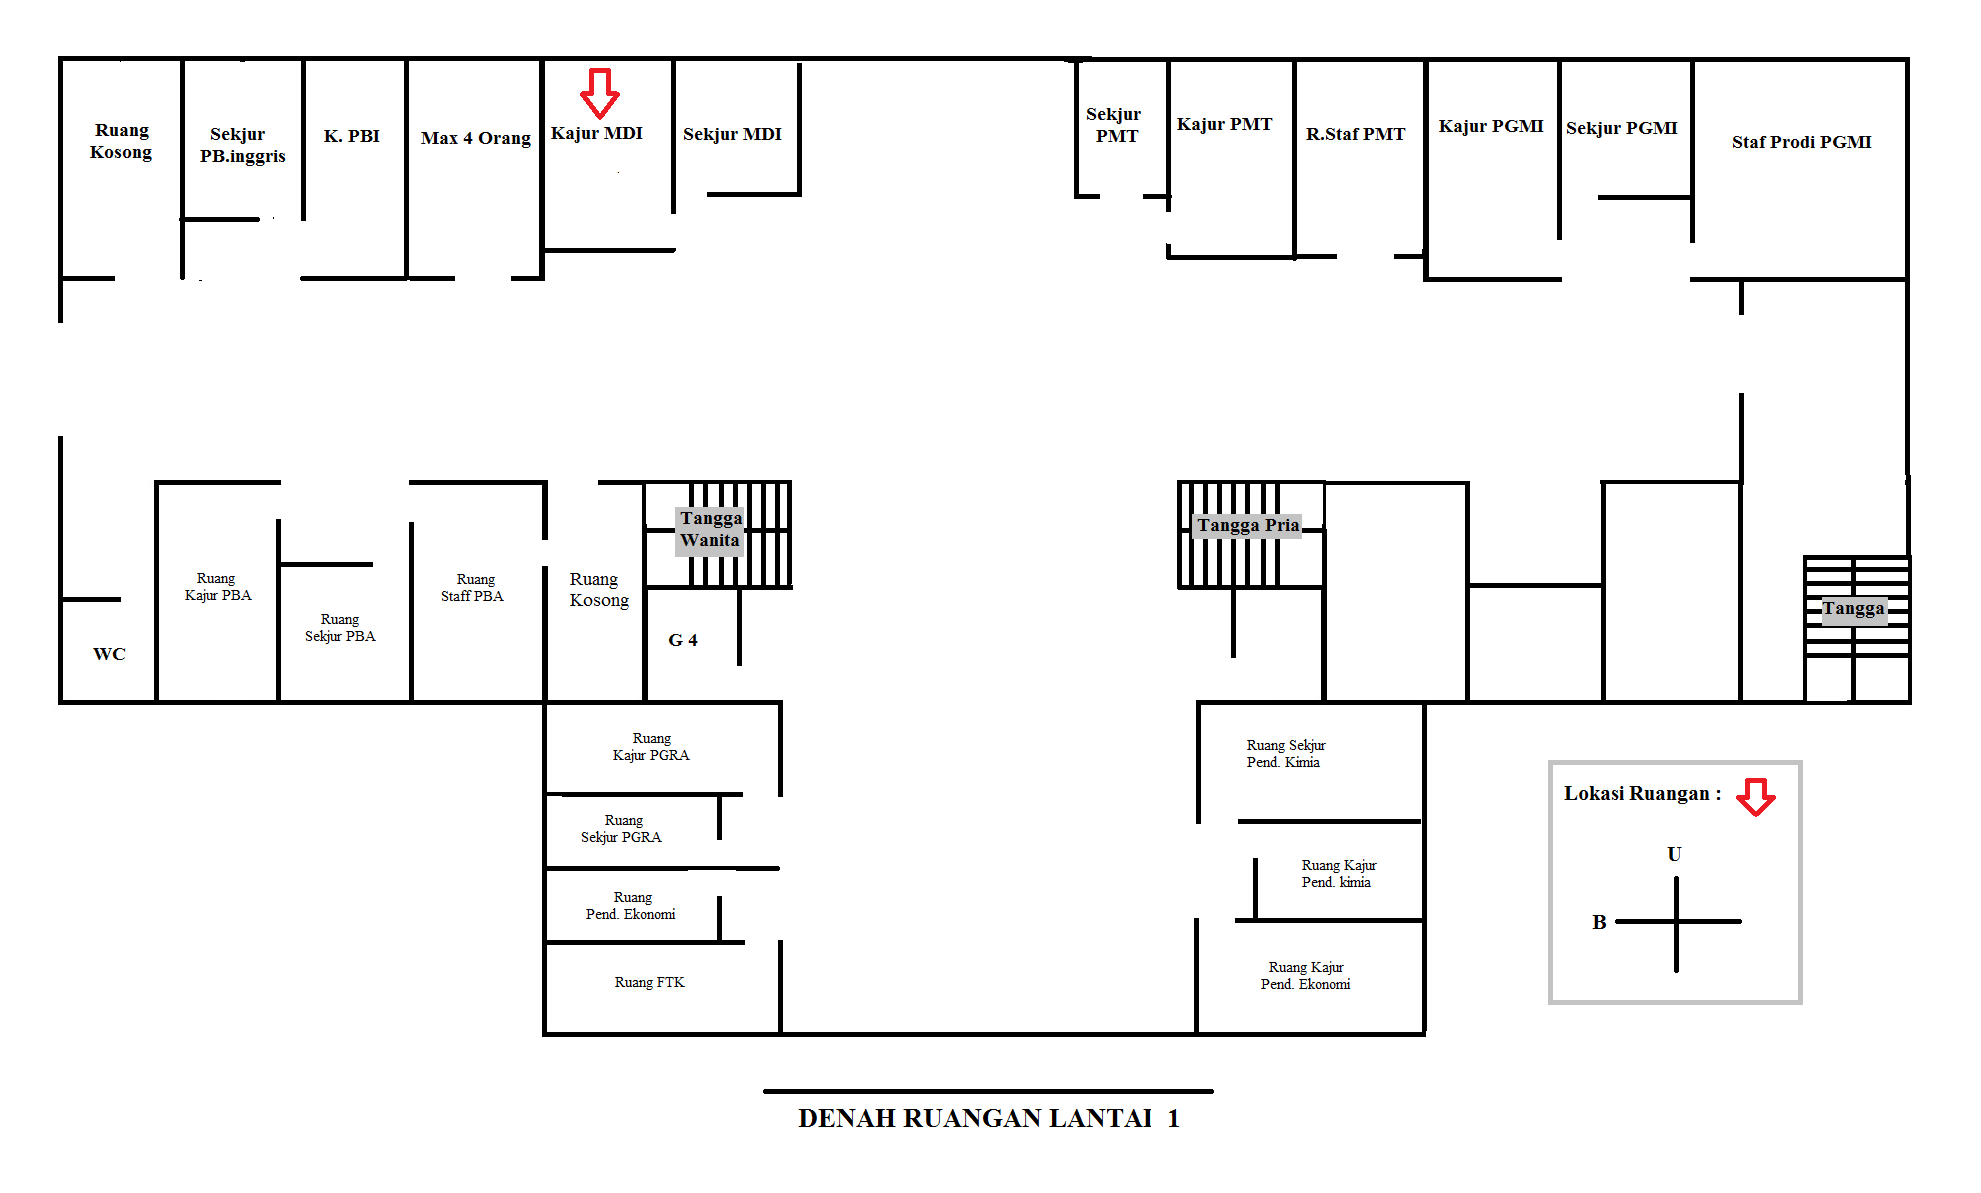 Ruang
Kosong
Sekjur
PB.inggris
K. PBI
Max 4 Orang
Kajur MDI
Sekjur MDI
Sekjur
PMT
Kajur PMT
R.Staf PMT
Kajur PGMI
Sekjur PGMI
Staf Prodi PGMI
WC
Ruang
Kajur PBA
Ruang
Sekjur PBA
Ruang
Staff PBA
Ruang
Kosong
Tangga
Wanita
G 4
Tangga Pria
Tangga
Ruang
Kajur PGRA
Ruang
Sekjur PGRA
Ruang
Pend. Ekonomi
Ruang FTK
Ruang Sekjur
Pend. Kimia
Ruang Kajur
Pend. kimia
Ruang Kajur
Pend. Ekonomi
Lokasi Ruangan :
U
B
DENAH RUANGAN LANTAI 1